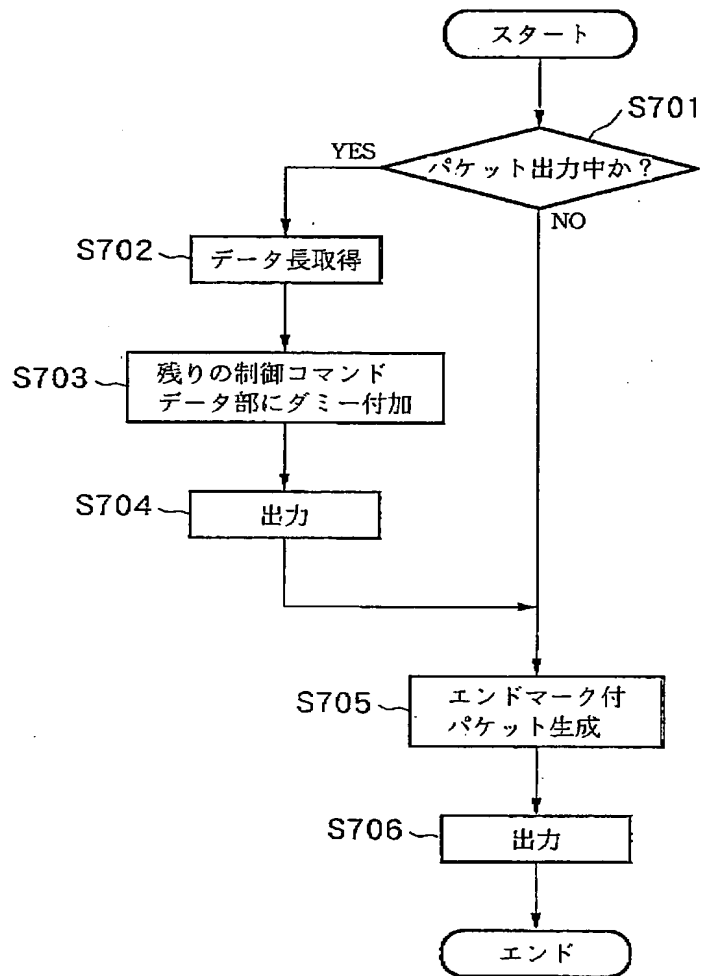 スタート
S701
パケット出力中か?
YES
NO
S702
データ長取得
S703
残りの制御コマンド
データ部にダミー付加
S704
出力
S705
エンドマーク付
パケット生成
S706
出力
エンド